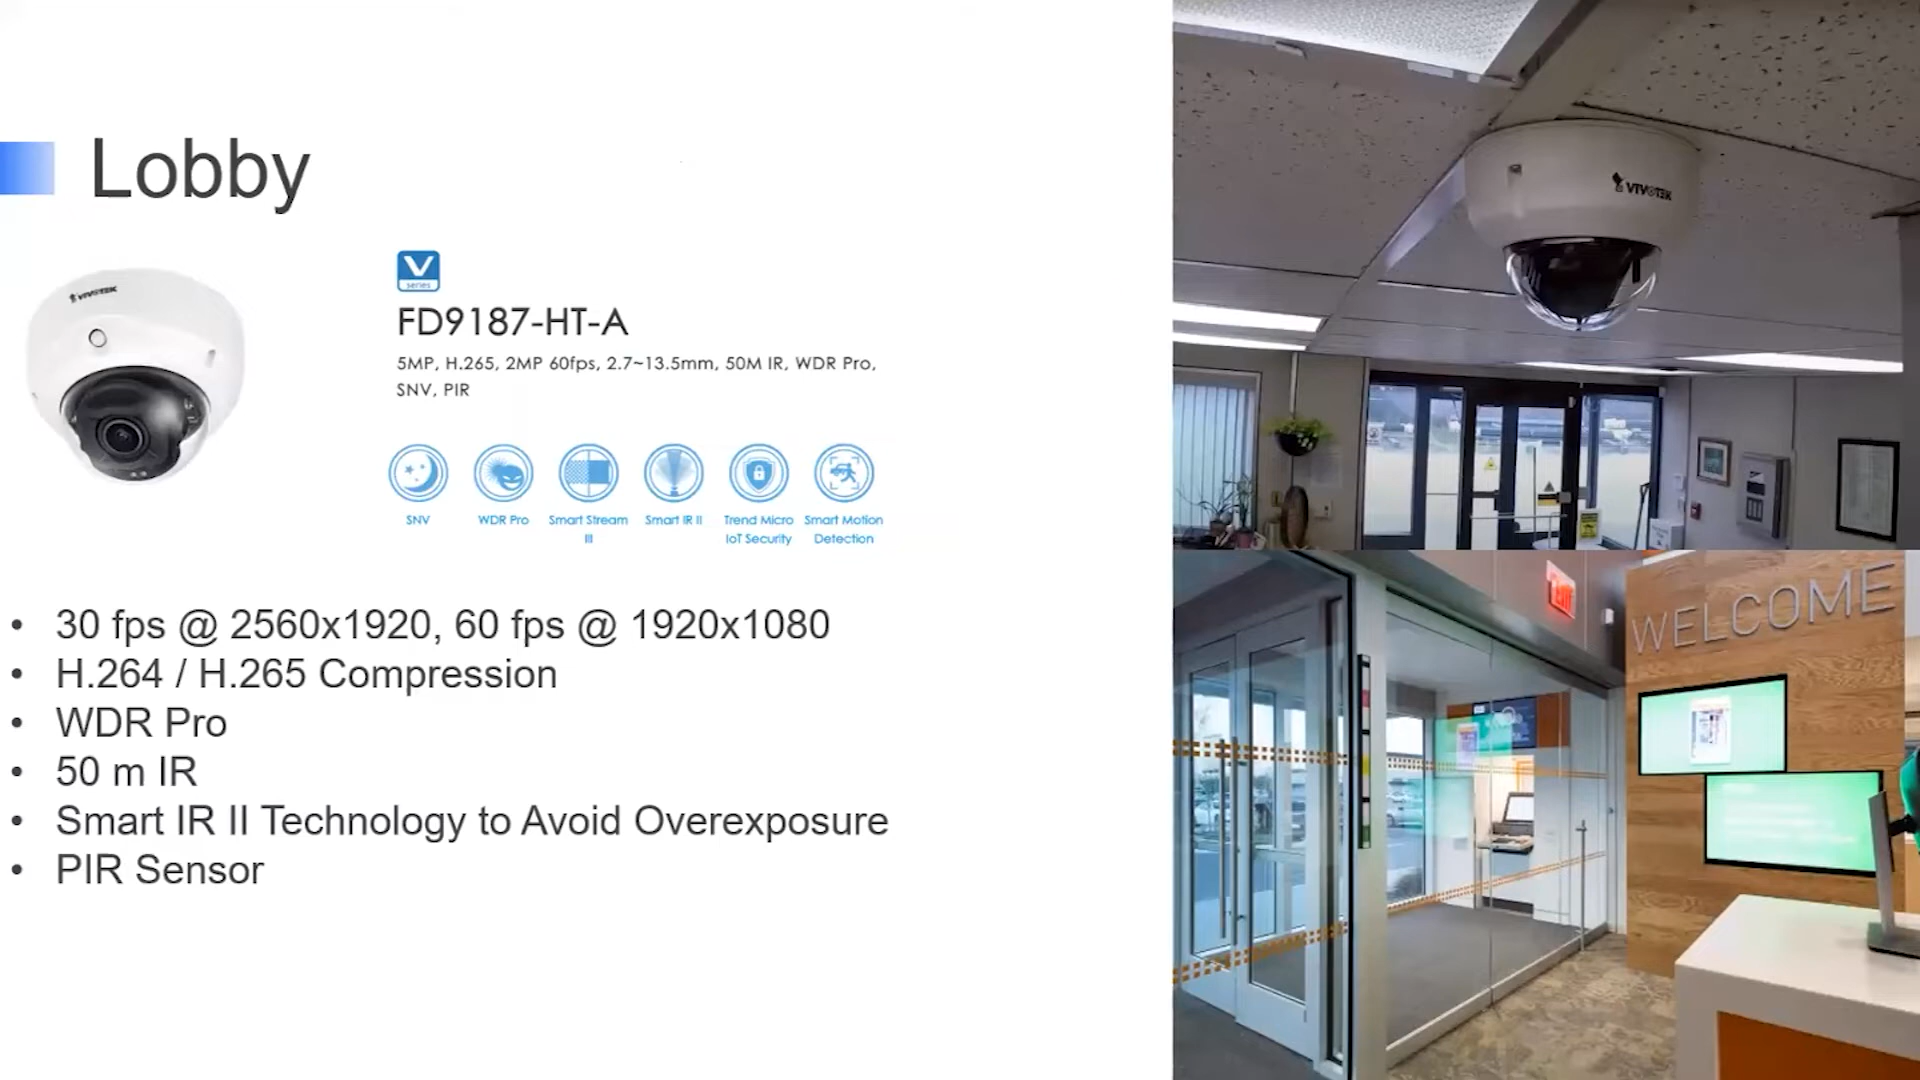 Lobby
VIVOTEK
V
series
FD9187-HT-A
5MP, H.265, 2MP 60fps, 2.7~13.5mm, 50M IR, WDR Pro,
SNV, PIR
SNV
WDR Pro
Smart Stream
III
Smart IR II
Trend Micro
IoT Security
Smart Motion
Detection
• 30 fps @ 2560x1920, 60 fps @ 1920x1080
• H.264 / H.265 Compression
• WDR Pro
• 50 m IR
• Smart IR II Technology to Avoid Overexposure
• PIR Sensor
VIVOTEK
EXIT
WELCOME